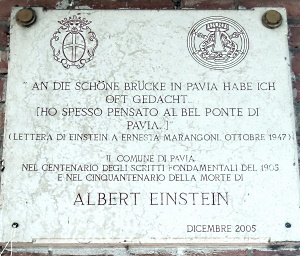 "AN DIE SCHÖNE BRÜCKE IN PAVIA HABE ICH
OFT GEDACHT..
[HO SPESSO PENSATO AL BEL PONTE DI
PAVIA..]"
(LETTERA DI EINSTEIN A ERNESTA MARANGONI, OTTOBRE 1947)
IL COMUNE DI PAVIA
NEL CENTENARIO DEGLI SCRITTI FONDAMENTALI DEL 1905
E NEL CINQUANTENARIO DELLA MORTE DI
ALBERT EINSTEIN
DICEMBRE 2005